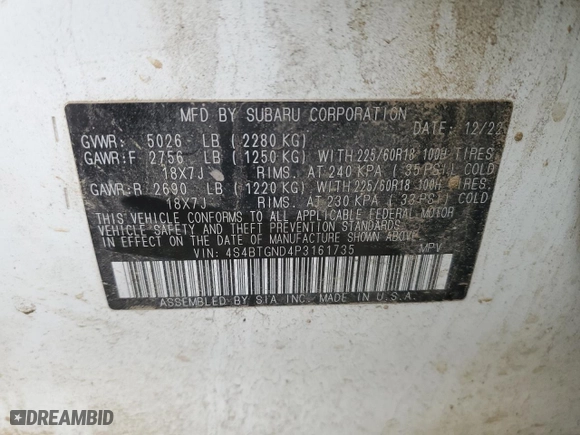 MFD BY SUBARU CORPORATION
DATE: 12/22
GVWR: 5026 LB ( 2280 KG)
GAWR:F 2756 LB ( 1250 KG) WITH 225/60R18 100H TIRES
18X7J RIMS. AT 240 KPA ( 35 PSI) COLD
GAWR:R 2690 LB ( 1220 KG) WITH 225/60R18 100H TIRES
18X7J RIMS. AT 230 KPA ( 33 PSI) COLD
THIS VEHICLE CONFORMS TO ALL APPLICABLE FEDERAL MOTOR
VEHICLE SAFETY AND THEFT PREVENTION STANDARDS
IN EFFECT ON THE DATE OF MANUFACTURE SHOWN ABOVE.
VIN: 4S4BTGND4P3161735 MPV
ASSEMBLED BY SIA INC. MADE IN U.S.A.
DREAMBID